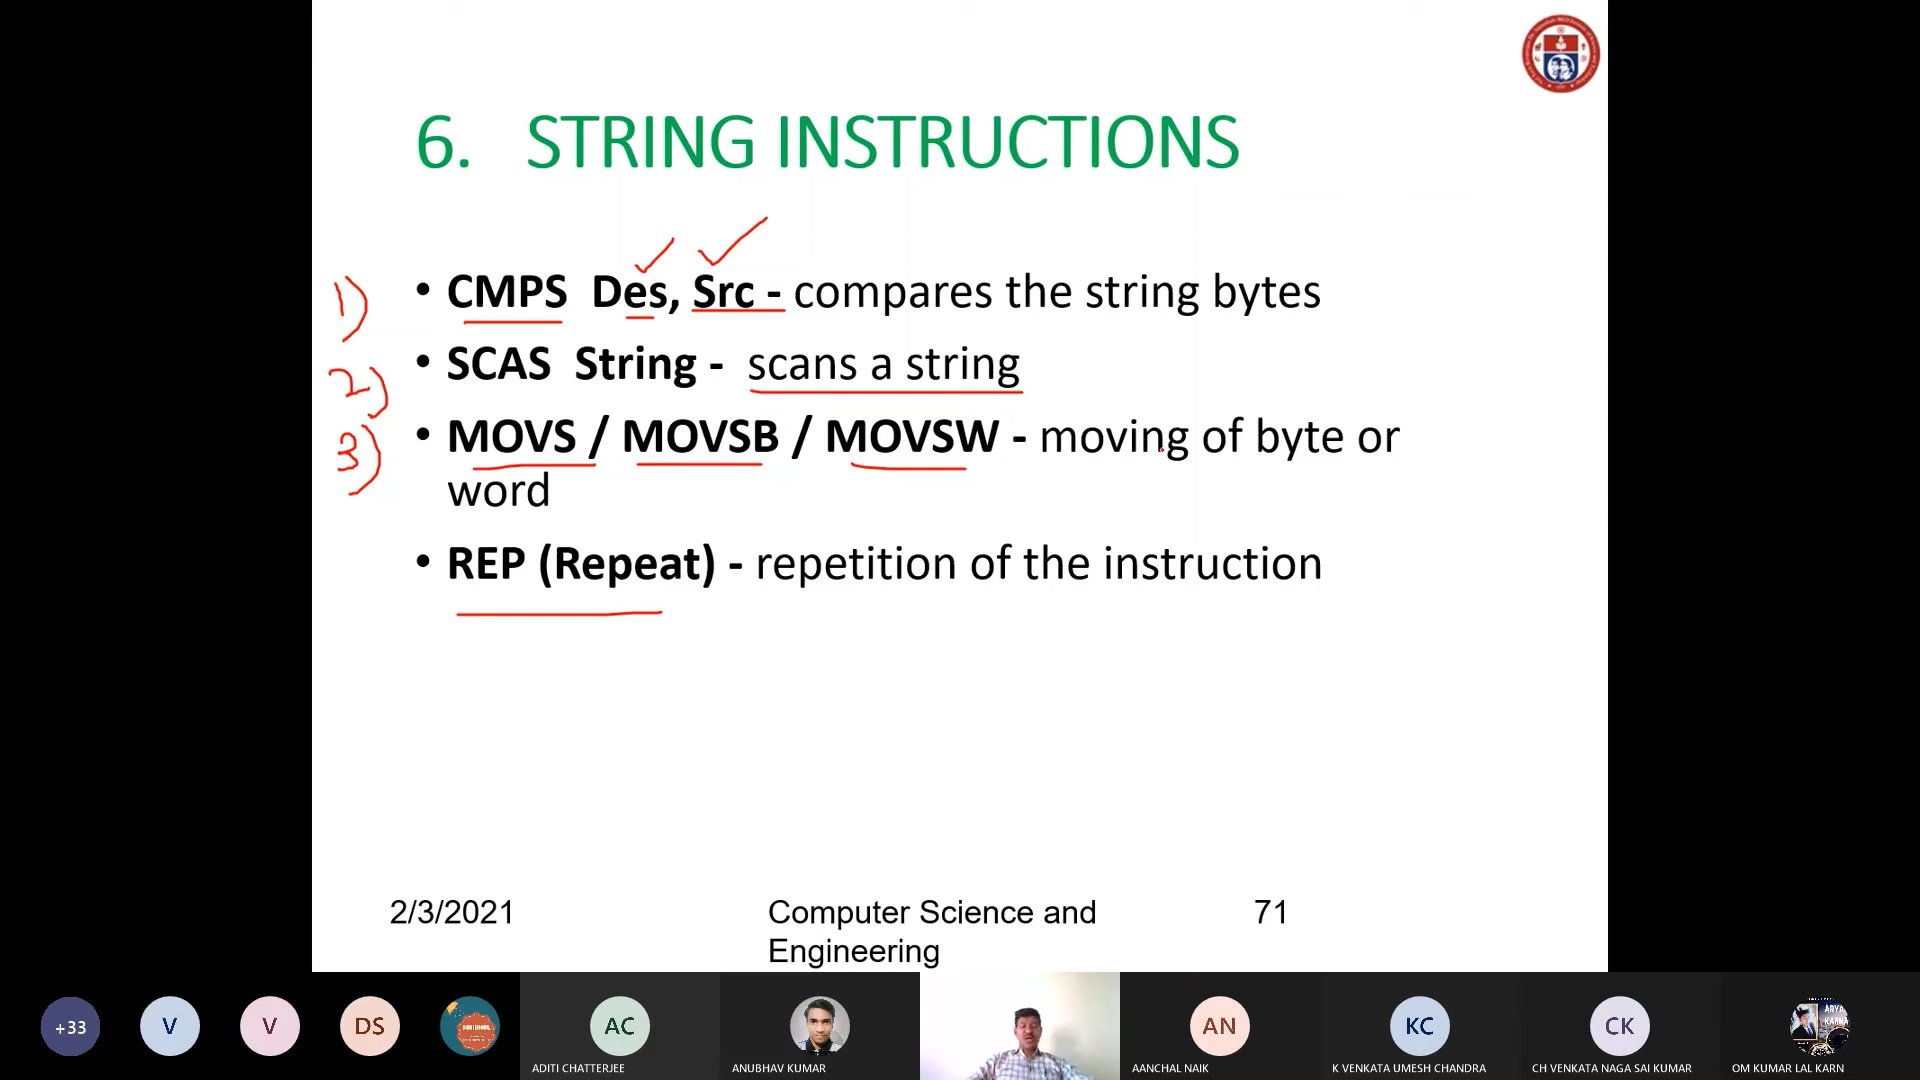 6. STRING INSTRUCTIONS
1) • CMPS Des, Src - compares the string bytes
2) • SCAS String - scans a string
3) • MOVS / MOVSB / MOVSW - moving of byte or
word
• REP (Repeat) - repetition of the instruction
2/3/2021
Computer Science and
Engineering
71
+33
V
V
DS
AC
AN
KC
CK
ARYA
KARNA
ADITI CHATTERJEE
ANUBHAV KUMAR
AANCHAL NAIK
K VENKATA UMESH CHANDRA
CH VENKATA NAGA SAI KUMAR
OM KUMAR LAL KARN